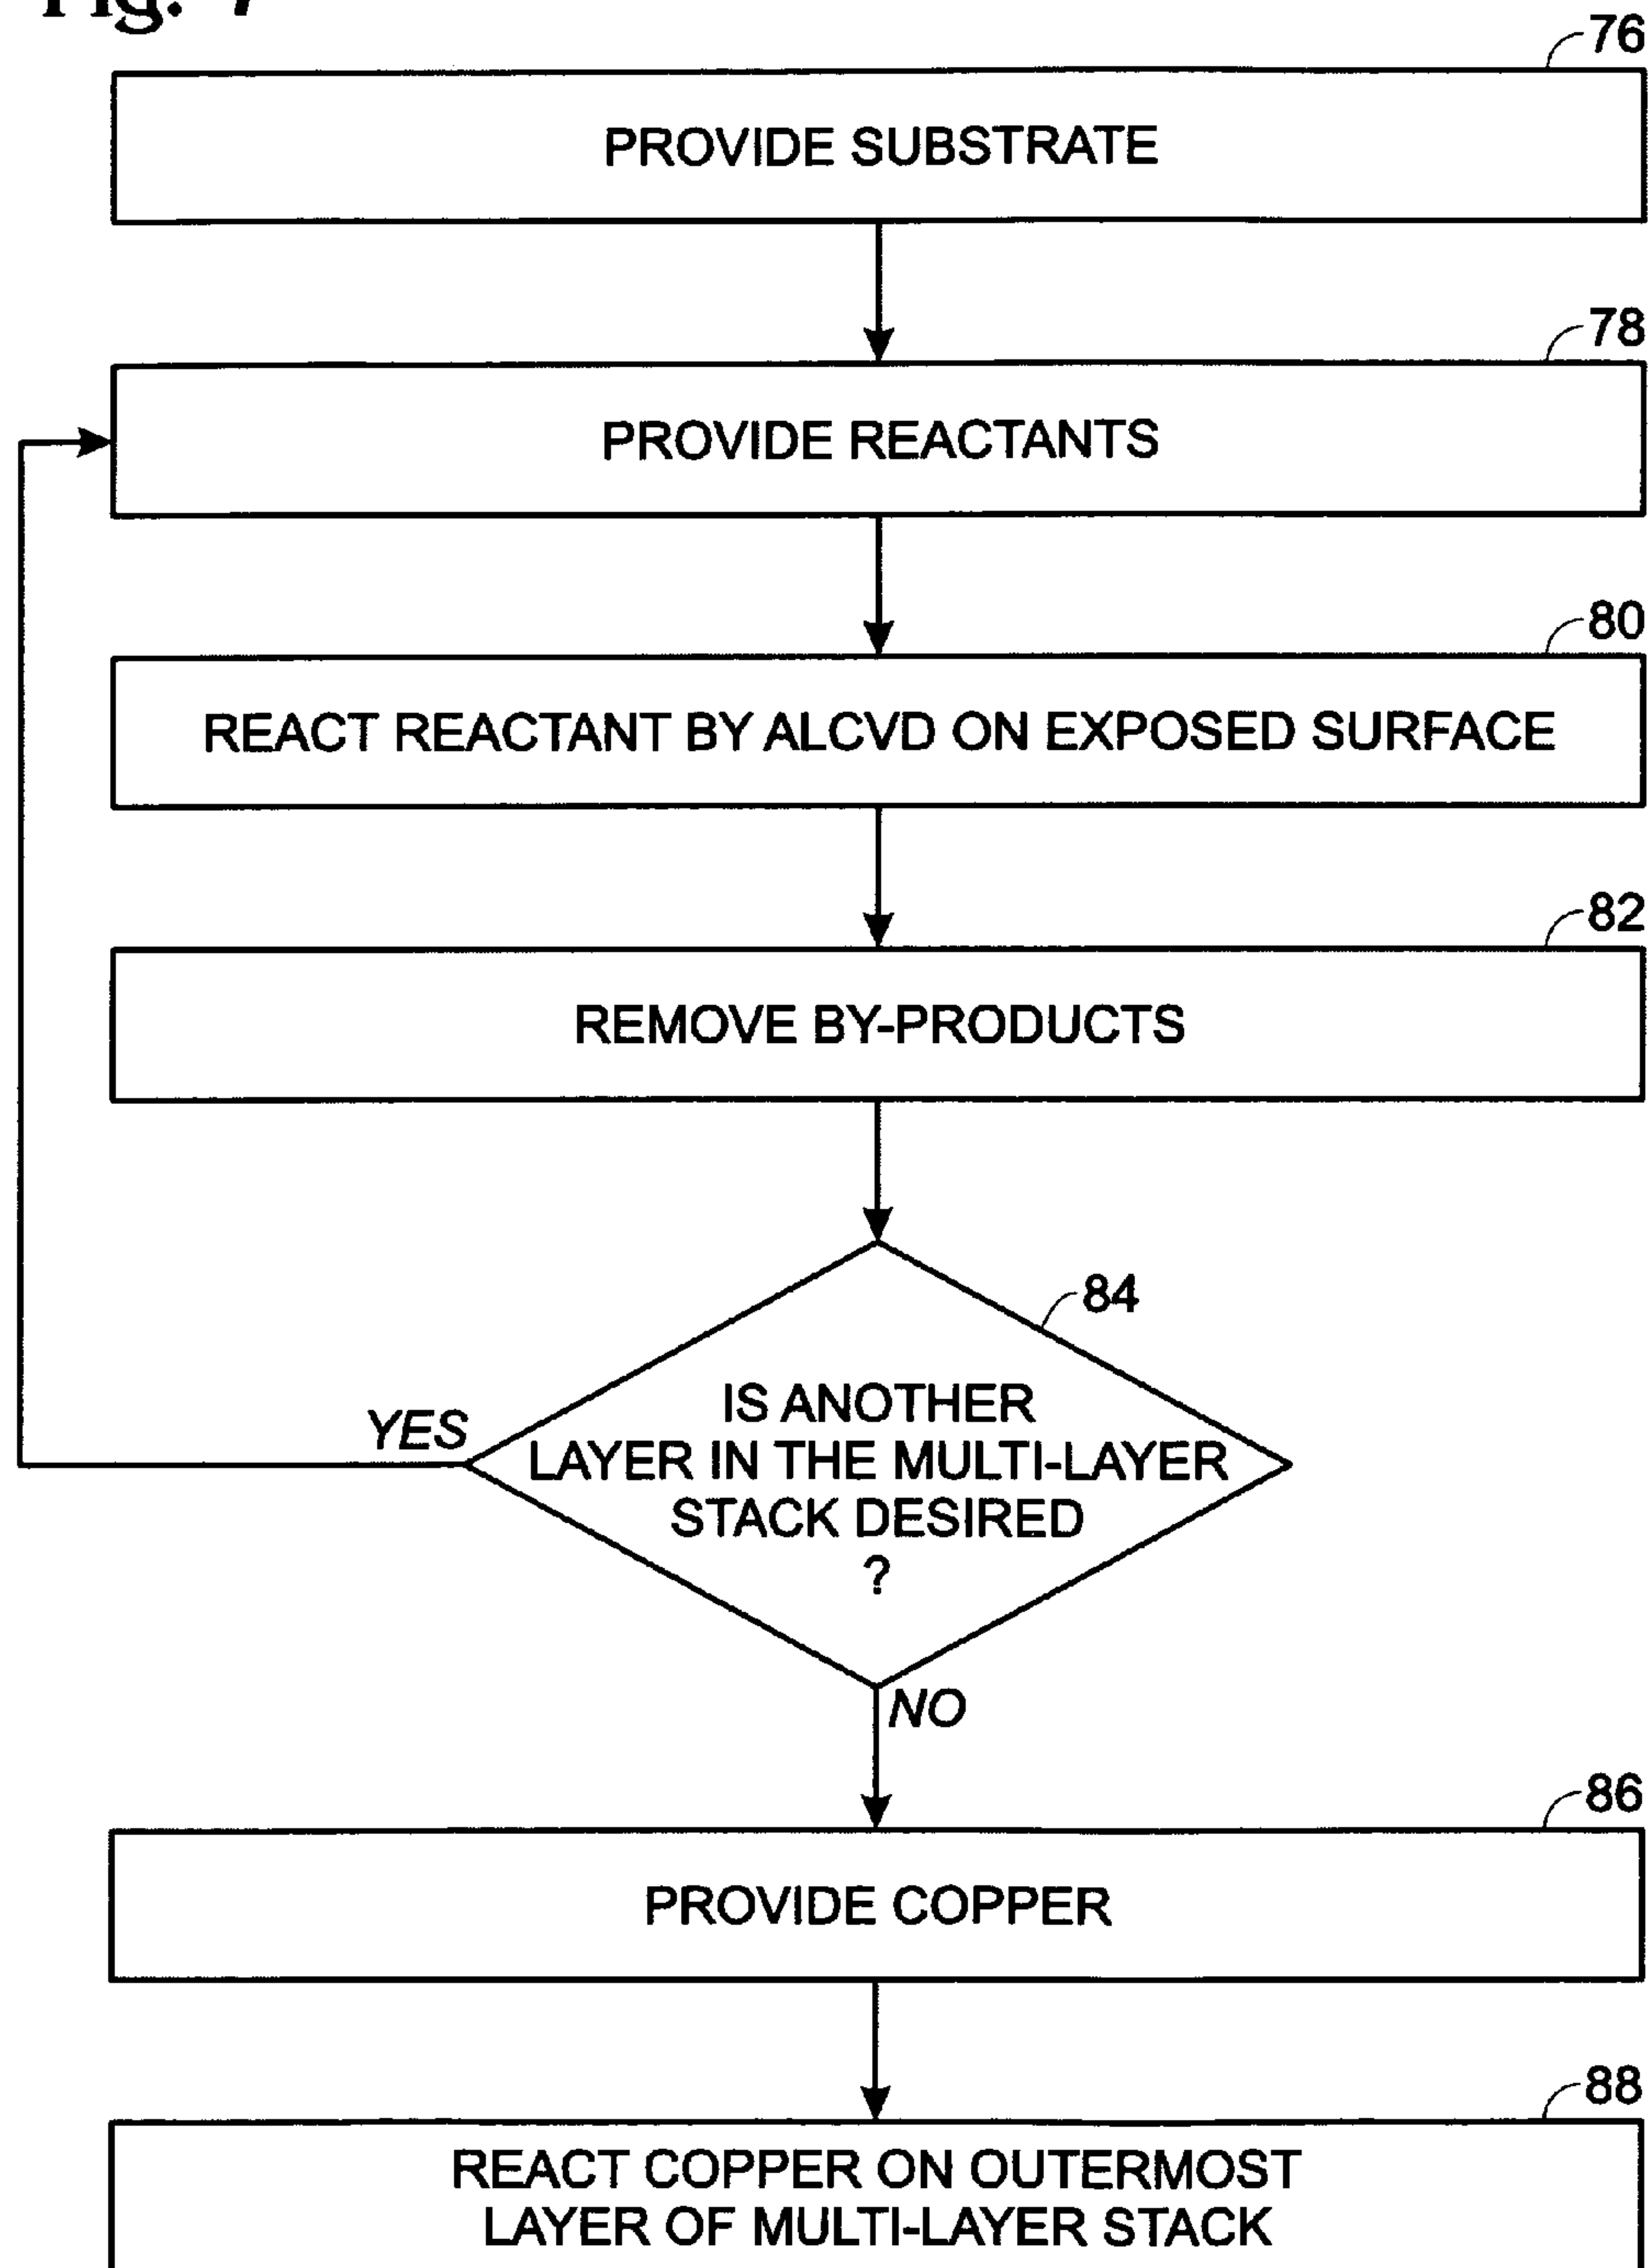 Fig. 7
76
PROVIDE SUBSTRATE
78
PROVIDE REACTANTS
80
REACT REACTANT BY ALCVD ON EXPOSED SURFACE
82
REMOVE BY-PRODUCTS
84
IS ANOTHER
LAYER IN THE MULTI-LAYER
STACK DESIRED
?
YES
NO
86
PROVIDE COPPER
88
REACT COPPER ON OUTERMOST
LAYER OF MULTI-LAYER STACK